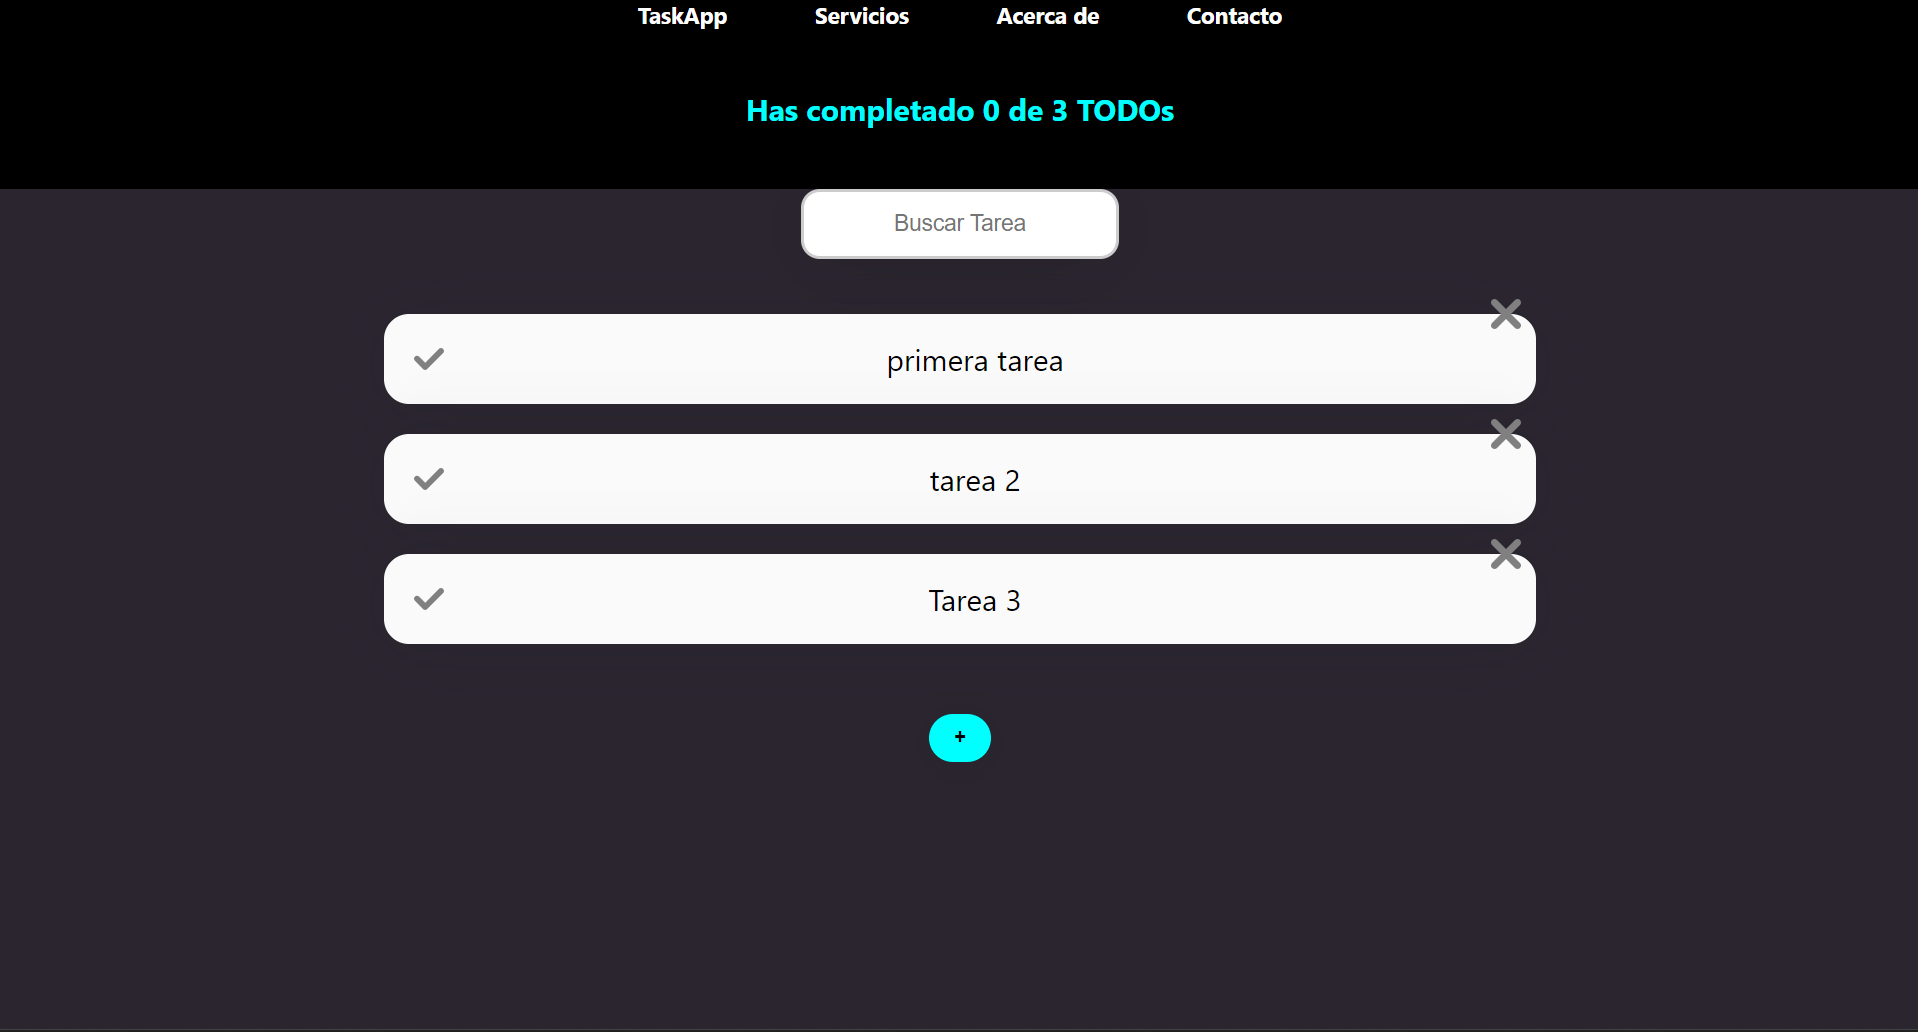 TaskApp Servicios Acerca de Contacto
Has completado 0 de 3 TODOs
Buscar Tarea
primera tarea
tarea 2
Tarea 3
+